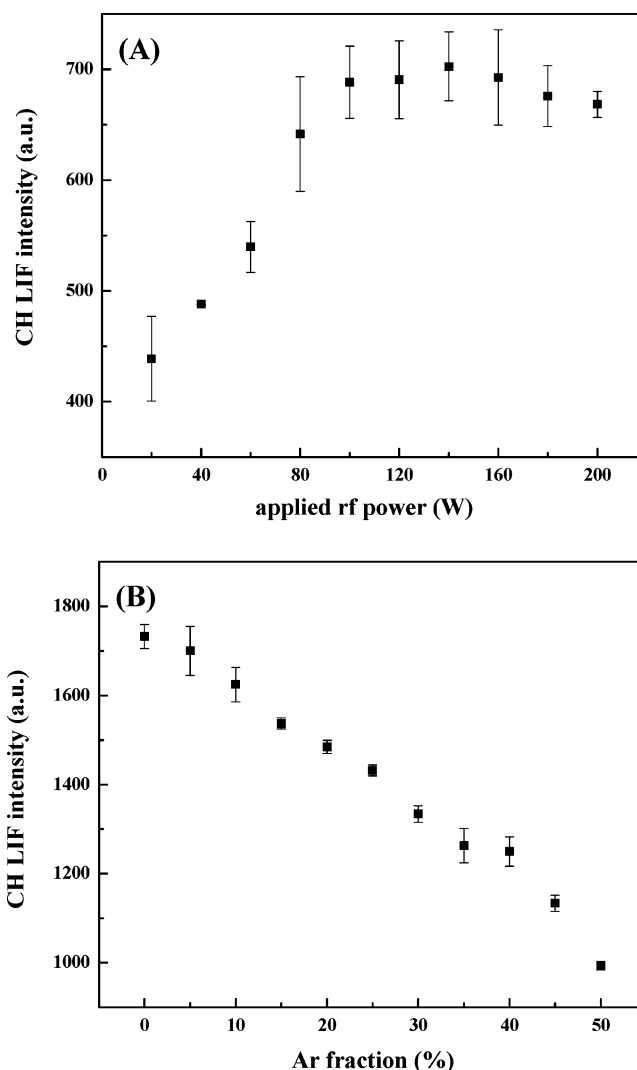 (A)
CH LIF intensity (a.u.)
700
600
500
400
0 40 80 120 160 200
applied rf power (W)
(B)
CH LIF intensity (a.u.)
1800
1600
1400
1200
1000
0 10 20 30 40 50
Ar fraction (%)